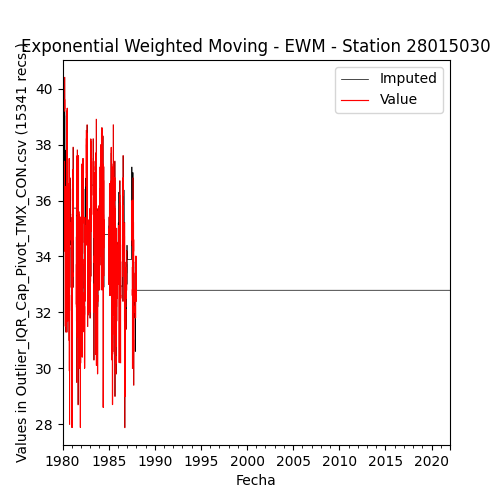 Exponential Weighted Moving - EWM - Station 28015030
Imputed
Value
Values in Outlier_IQR_Cap_Pivot_TMX_CON.csv (15341 recs.)
40
38
36
34
32
30
28
1980 1985 1990 1995 2000 2005 2010 2015 2020
Fecha